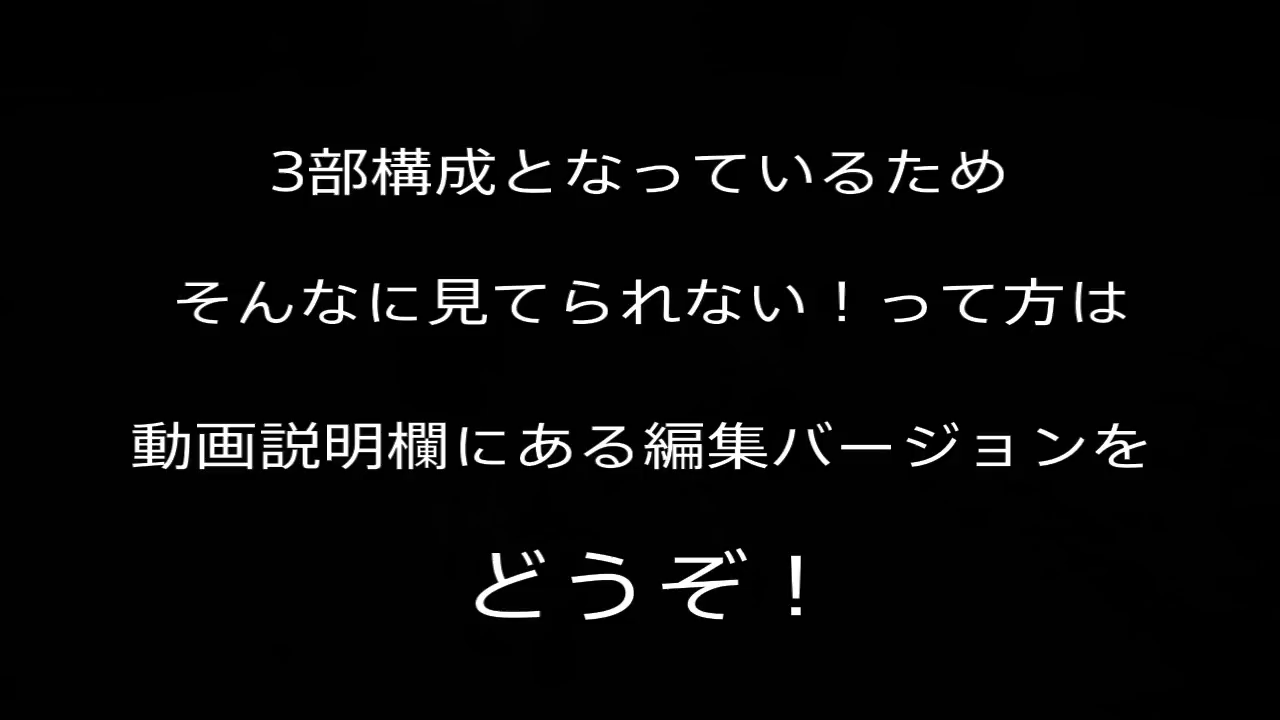 3部構成となっているため
そんなに見てられない！って方は
動画説明欄にある編集バージョンを
どうぞ！